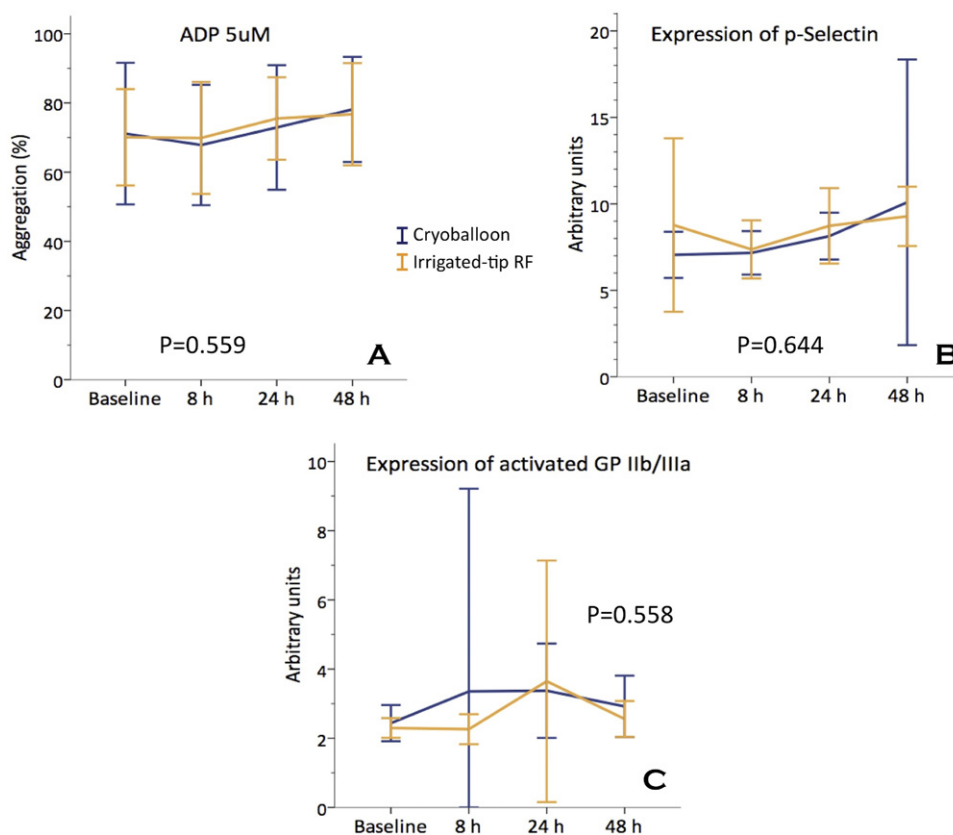 ADP 5uM
100
80
60
40
20
0
Aggregation (%)
Cryoballoon
Irrigated-tip RF
P=0.559
A
Baseline 8 h 24 h 48 h
Expression of p-Selectin
20
15
10
5
0
Arbitrary units
P=0.644
B
Baseline 8 h 24 h 48 h
Expression of activated GP IIb/IIIa
10
8
6
4
2
0
Arbitrary units
P=0.558
C
Baseline 8 h 24 h 48 h